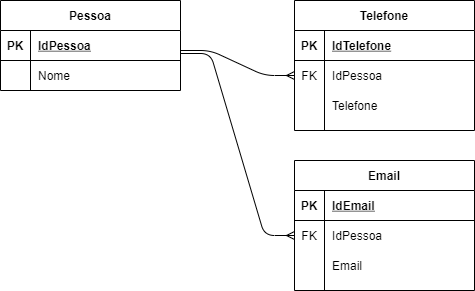 Pessoa
PK IdPessoa
Nome
Telefone
PK IdTelefone
FK IdPessoa
Telefone
Email
PK IdEmail
FK IdPessoa
Email